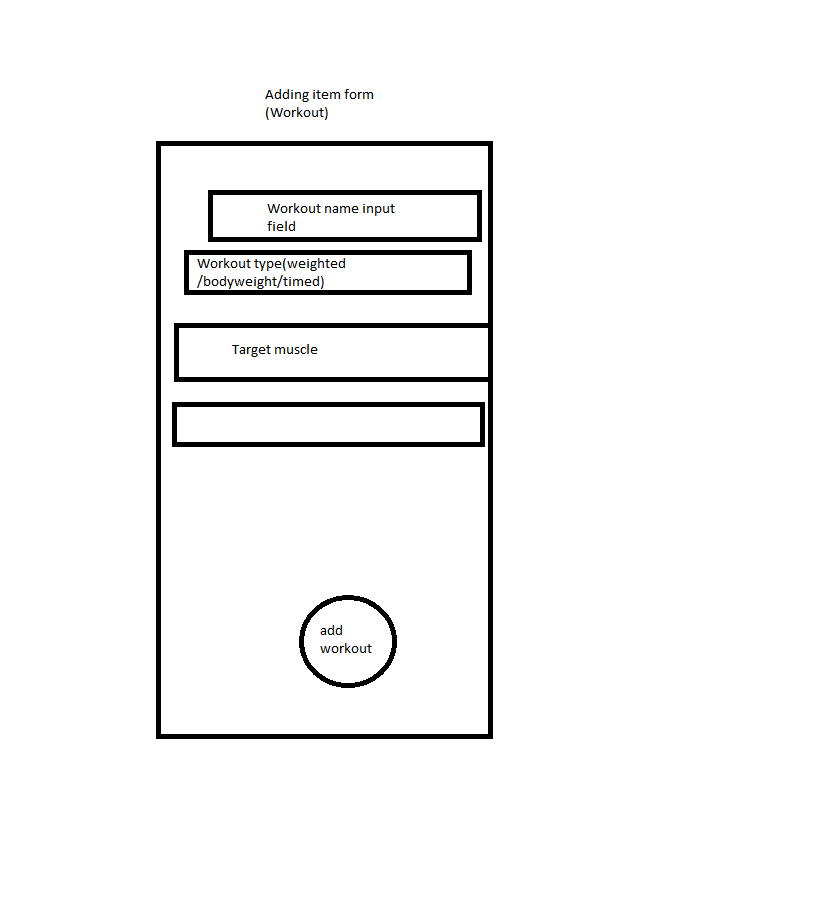 Adding item form
(Workout)
Workout name input
field
Workout type(weighted
/bodyweight/timed)
Target muscle
add
workout